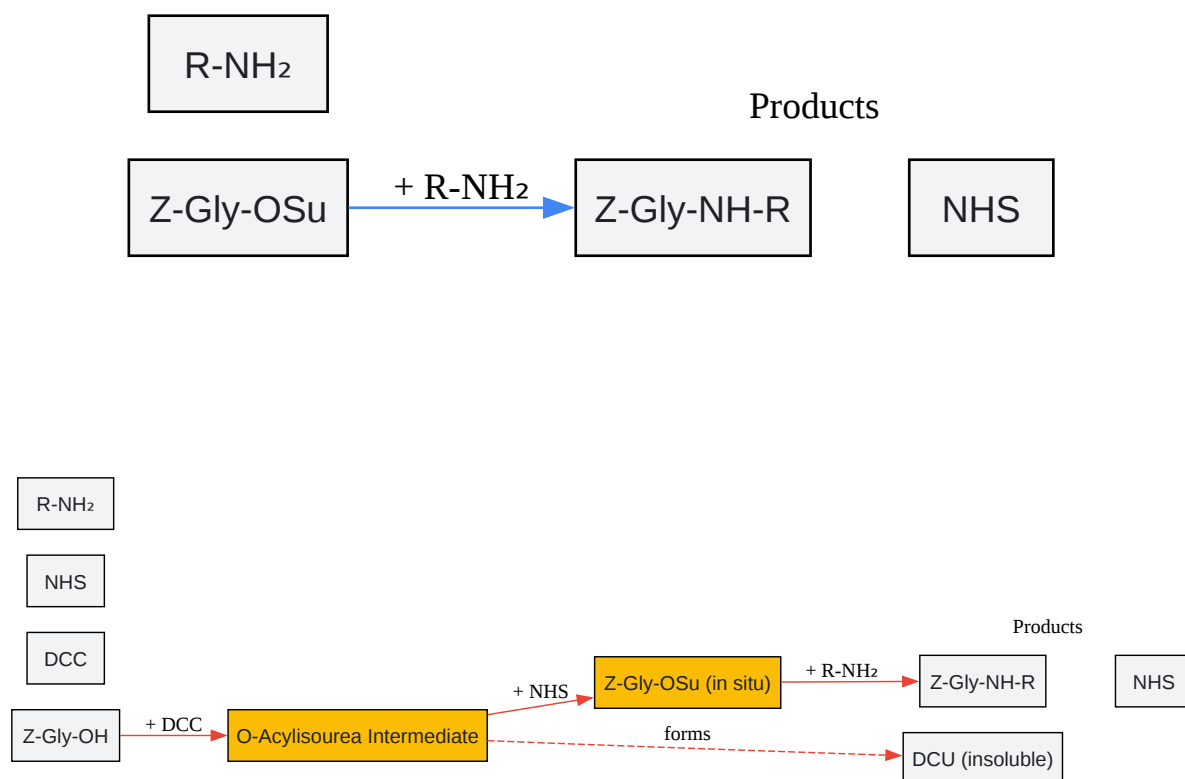 R-NH₂
Products
Z-Gly-OSu
+ R-NH₂
Z-Gly-NH-R
NHS
R-NH₂
NHS
DCC
Z-Gly-OH
+ DCC
O-Acylisourea Intermediate
+ NHS
Z-Gly-OSu (in situ)
+ R-NH₂
Products
Z-Gly-NH-R
NHS
forms
DCU (insoluble)